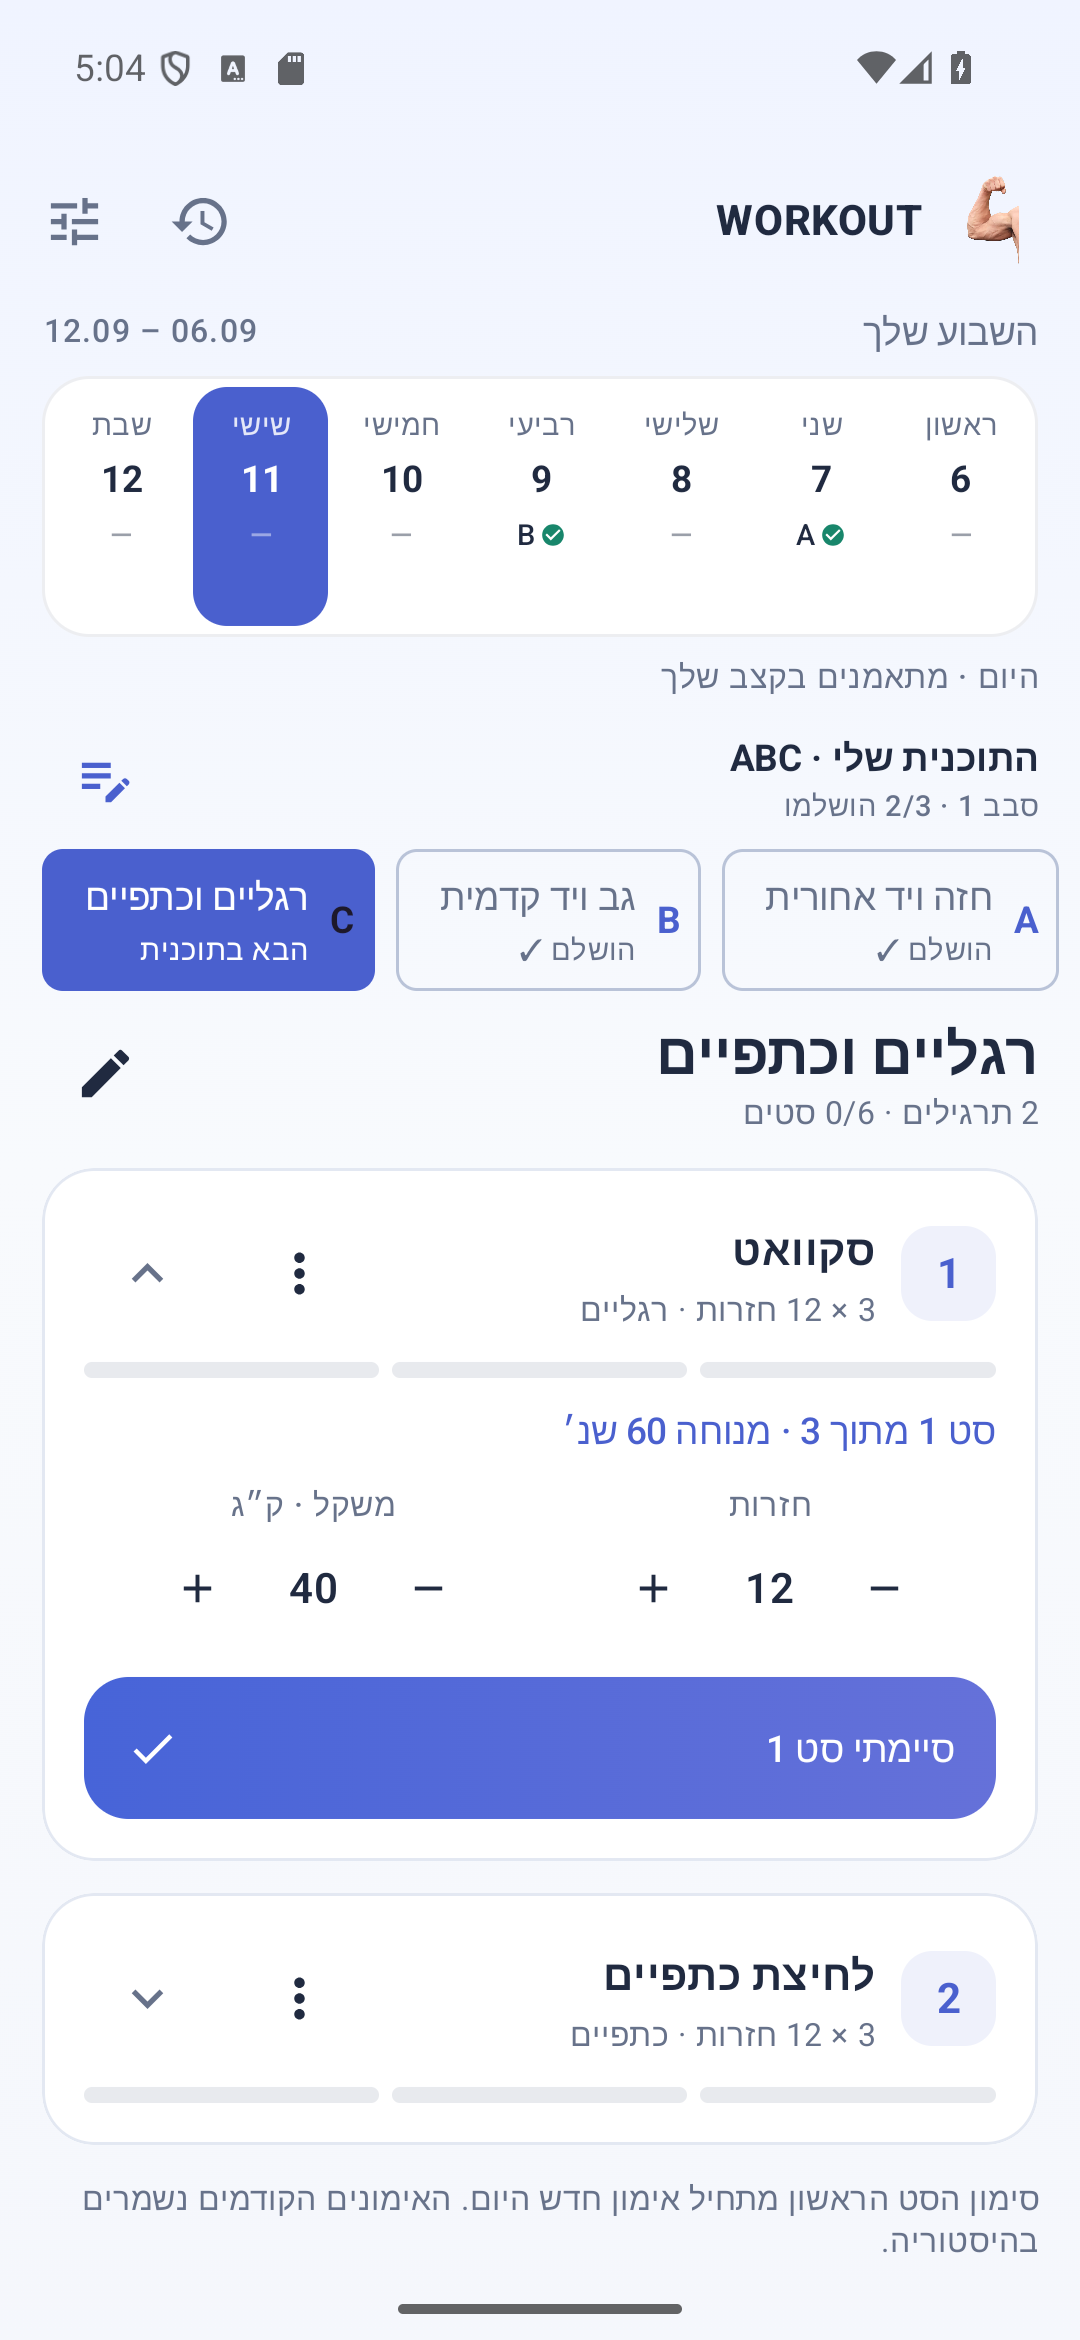 5:04
WORKOUT
השבוע שלך
12.09 – 06.09
ראשון שני שלישי רביעי חמישי שישי שבת
6 7 8 9 10 11 12
– A – B – – –
היום · מתאמנים בקצב שלך
התוכנית שלי · ABC
סבב 1 · 2/3 הושלמו
A חזה ויד אחורית
הושלם ✓
B גב ויד קדמית
הושלם ✓
C רגליים וכתפיים
הבא בתוכנית
רגליים וכתפיים
2 תרגילים · 0/6 סטים
1
סקוואט
3 × 12 חזרות · רגליים
סט 1 מתוך 3 · מנוחה 60 שנ׳
חזרות
משקל · ק״ג
− 12 +
− 40 +
סיימתי סט 1
2
לחיצת כתפיים
3 × 12 חזרות · כתפיים
סימון הסט הראשון מתחיל אימון חדש היום. האימונים הקודמים נשמרים
בהיסטוריה.